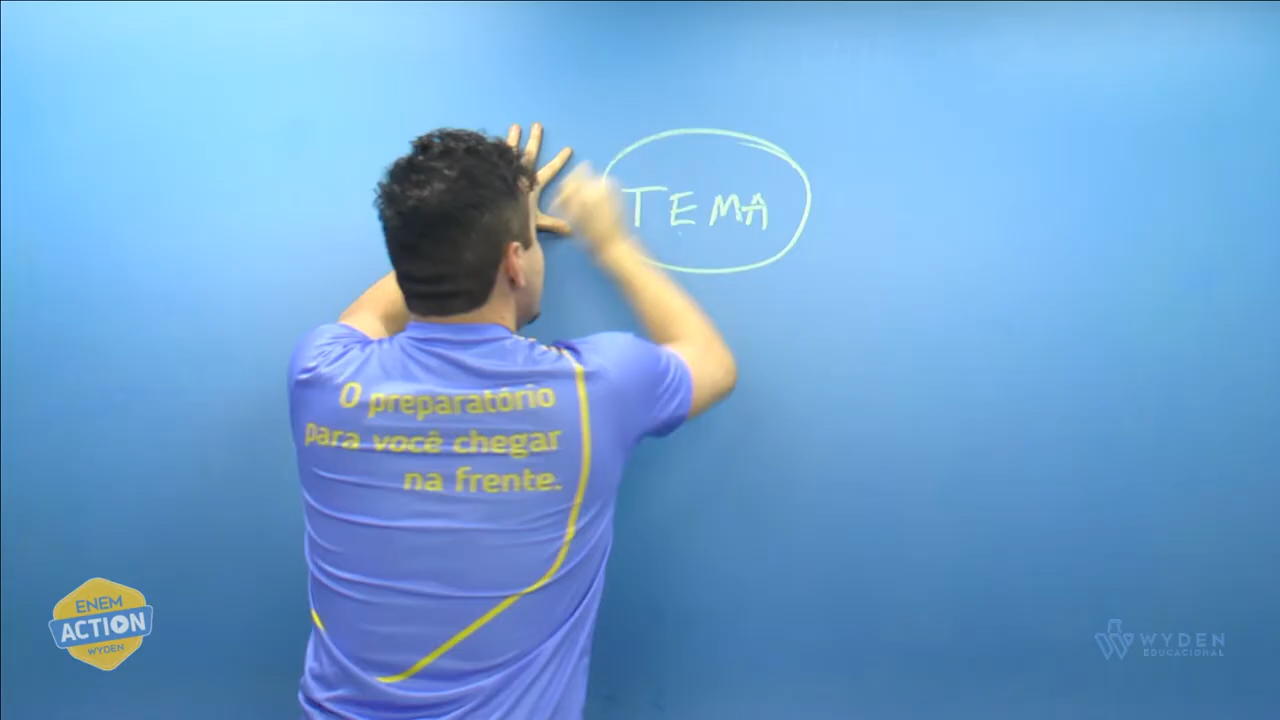 TEMA
O preparatório
para você chegar
na frente.
ENEM
ACTION
WYDEN
WYDEN
EDUCACIONAL